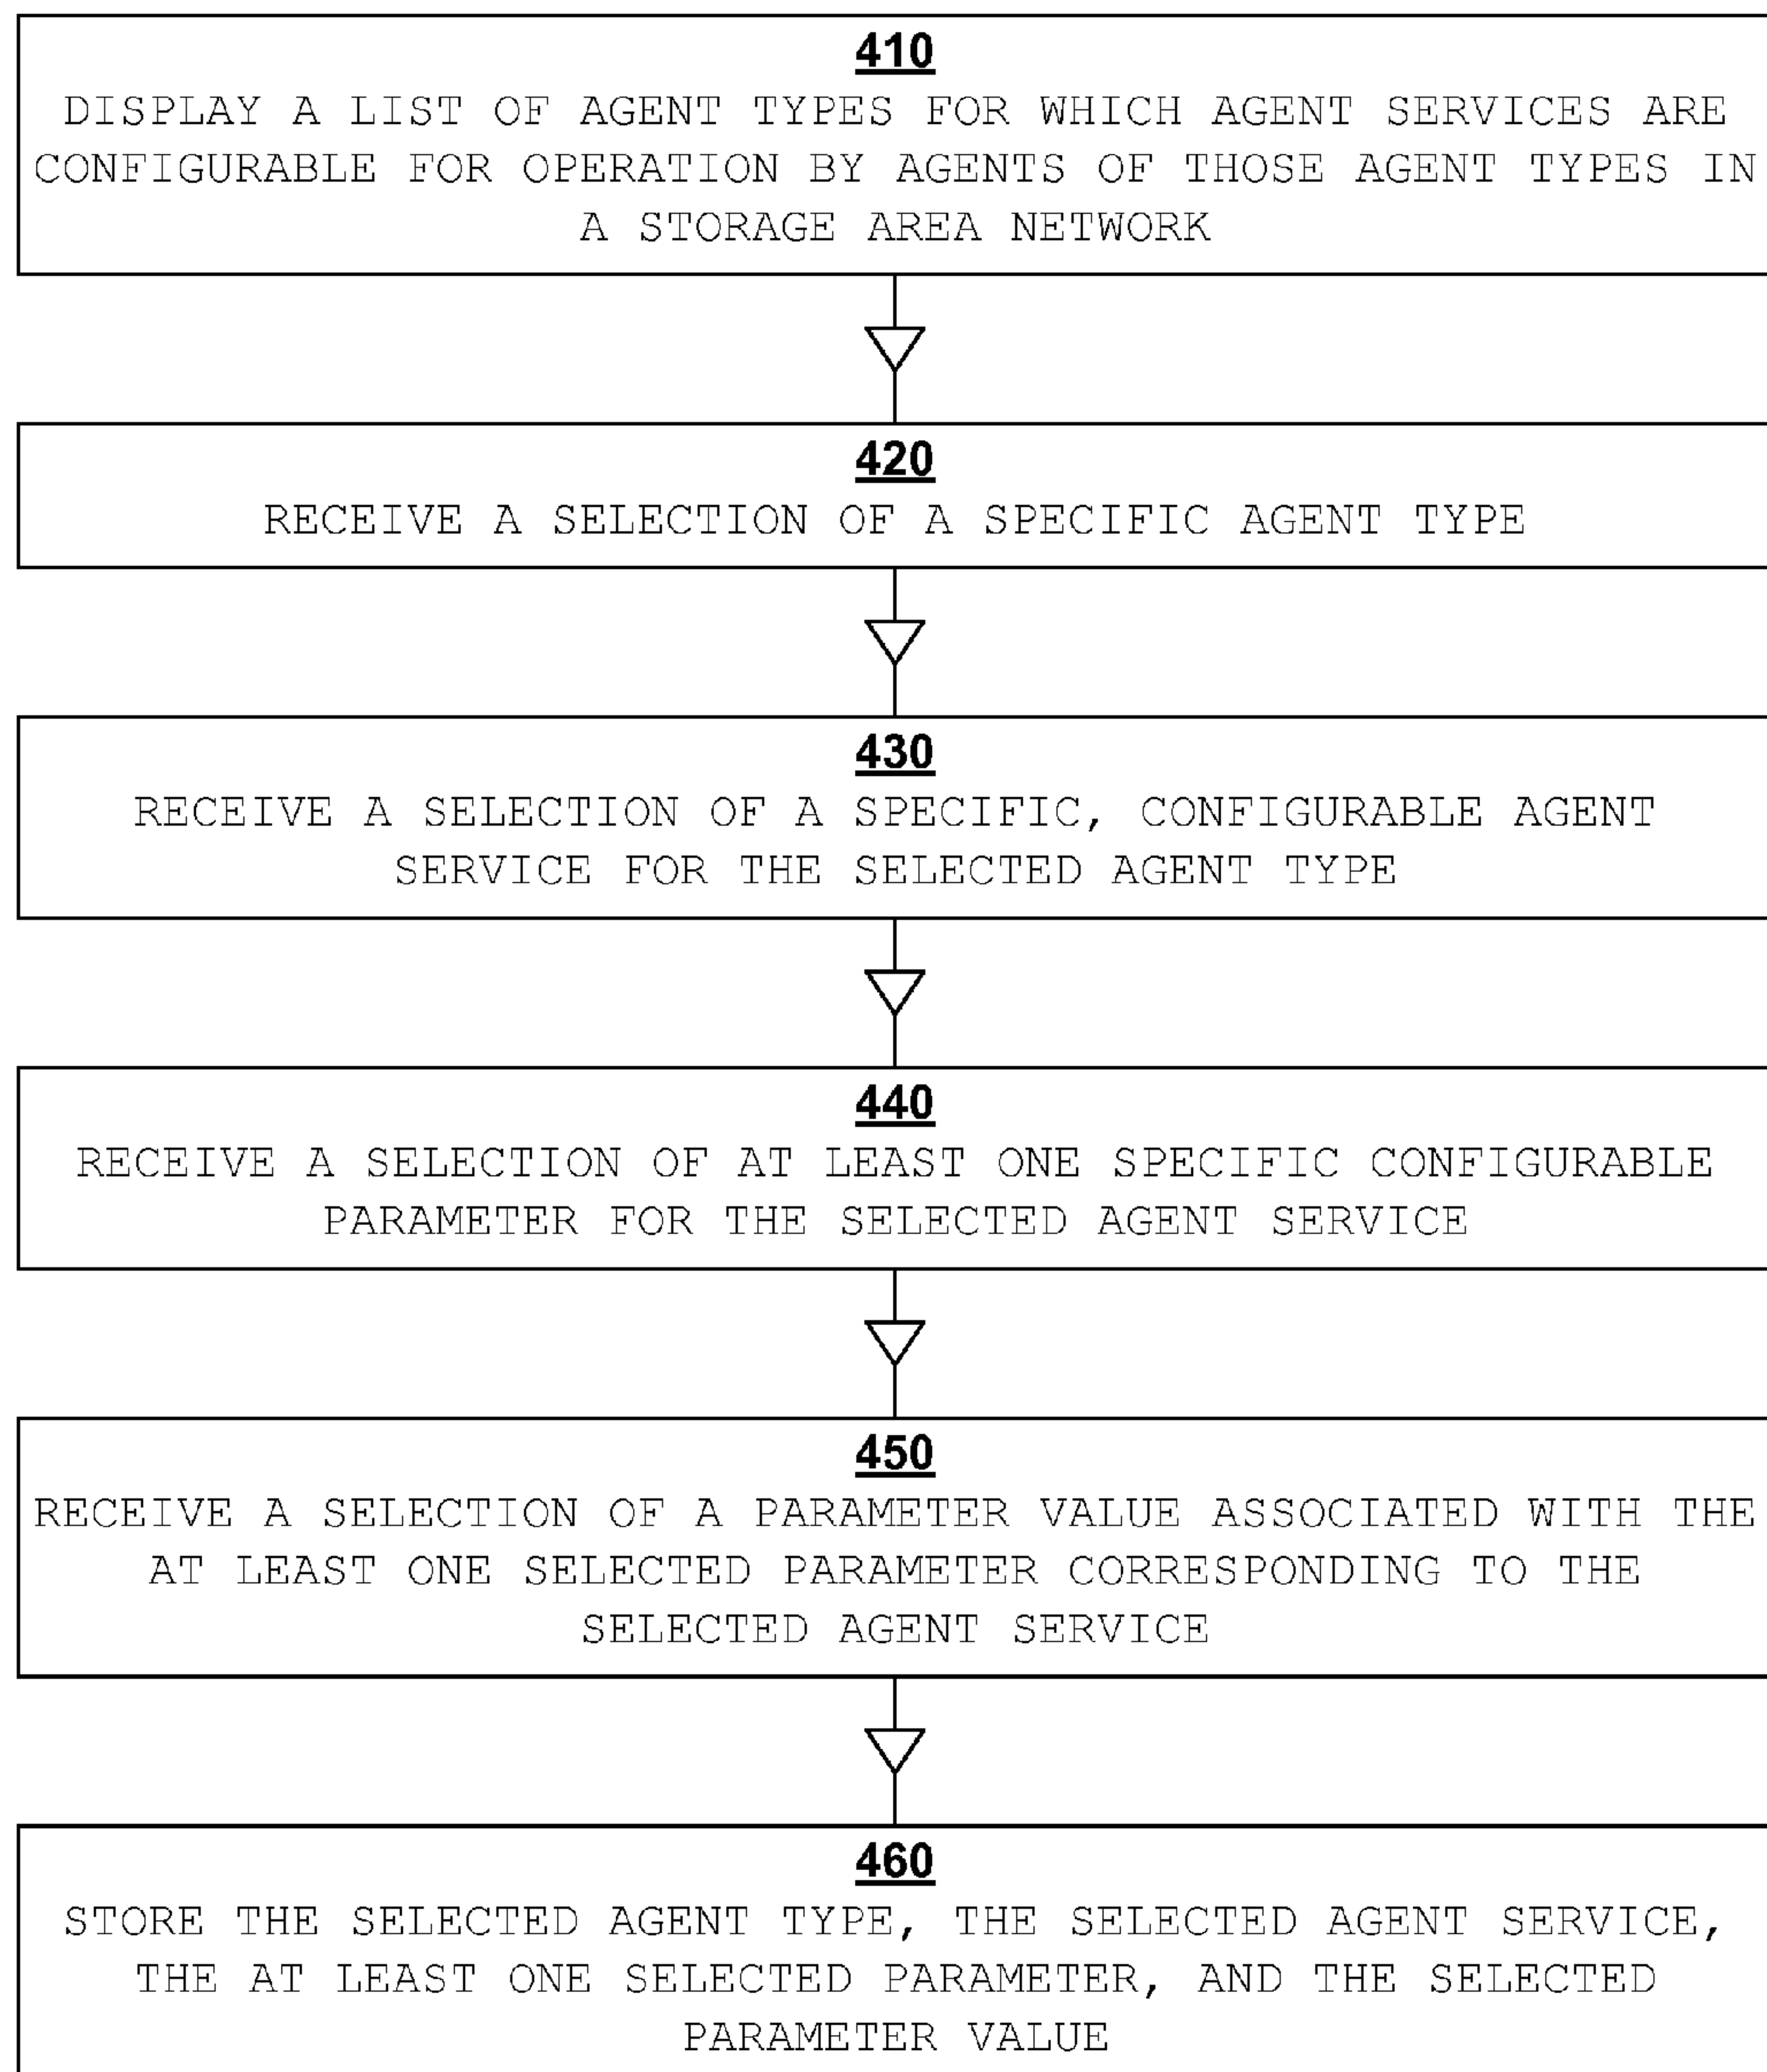 410
DISPLAY A LIST OF AGENT TYPES FOR WHICH AGENT SERVICES ARE
CONFIGURABLE FOR OPERATION BY AGENTS OF THOSE AGENT TYPES IN
A STORAGE AREA NETWORK
420
RECEIVE A SELECTION OF A SPECIFIC AGENT TYPE
430
RECEIVE A SELECTION OF A SPECIFIC, CONFIGURABLE AGENT
SERVICE FOR THE SELECTED AGENT TYPE
440
RECEIVE A SELECTION OF AT LEAST ONE SPECIFIC CONFIGURABLE
PARAMETER FOR THE SELECTED AGENT SERVICE
450
RECEIVE A SELECTION OF A PARAMETER VALUE ASSOCIATED WITH THE
AT LEAST ONE SELECTED PARAMETER CORRESPONDING TO THE
SELECTED AGENT SERVICE
460
STORE THE SELECTED AGENT TYPE, THE SELECTED AGENT SERVICE,
THE AT LEAST ONE SELECTED PARAMETER, AND THE SELECTED
PARAMETER VALUE